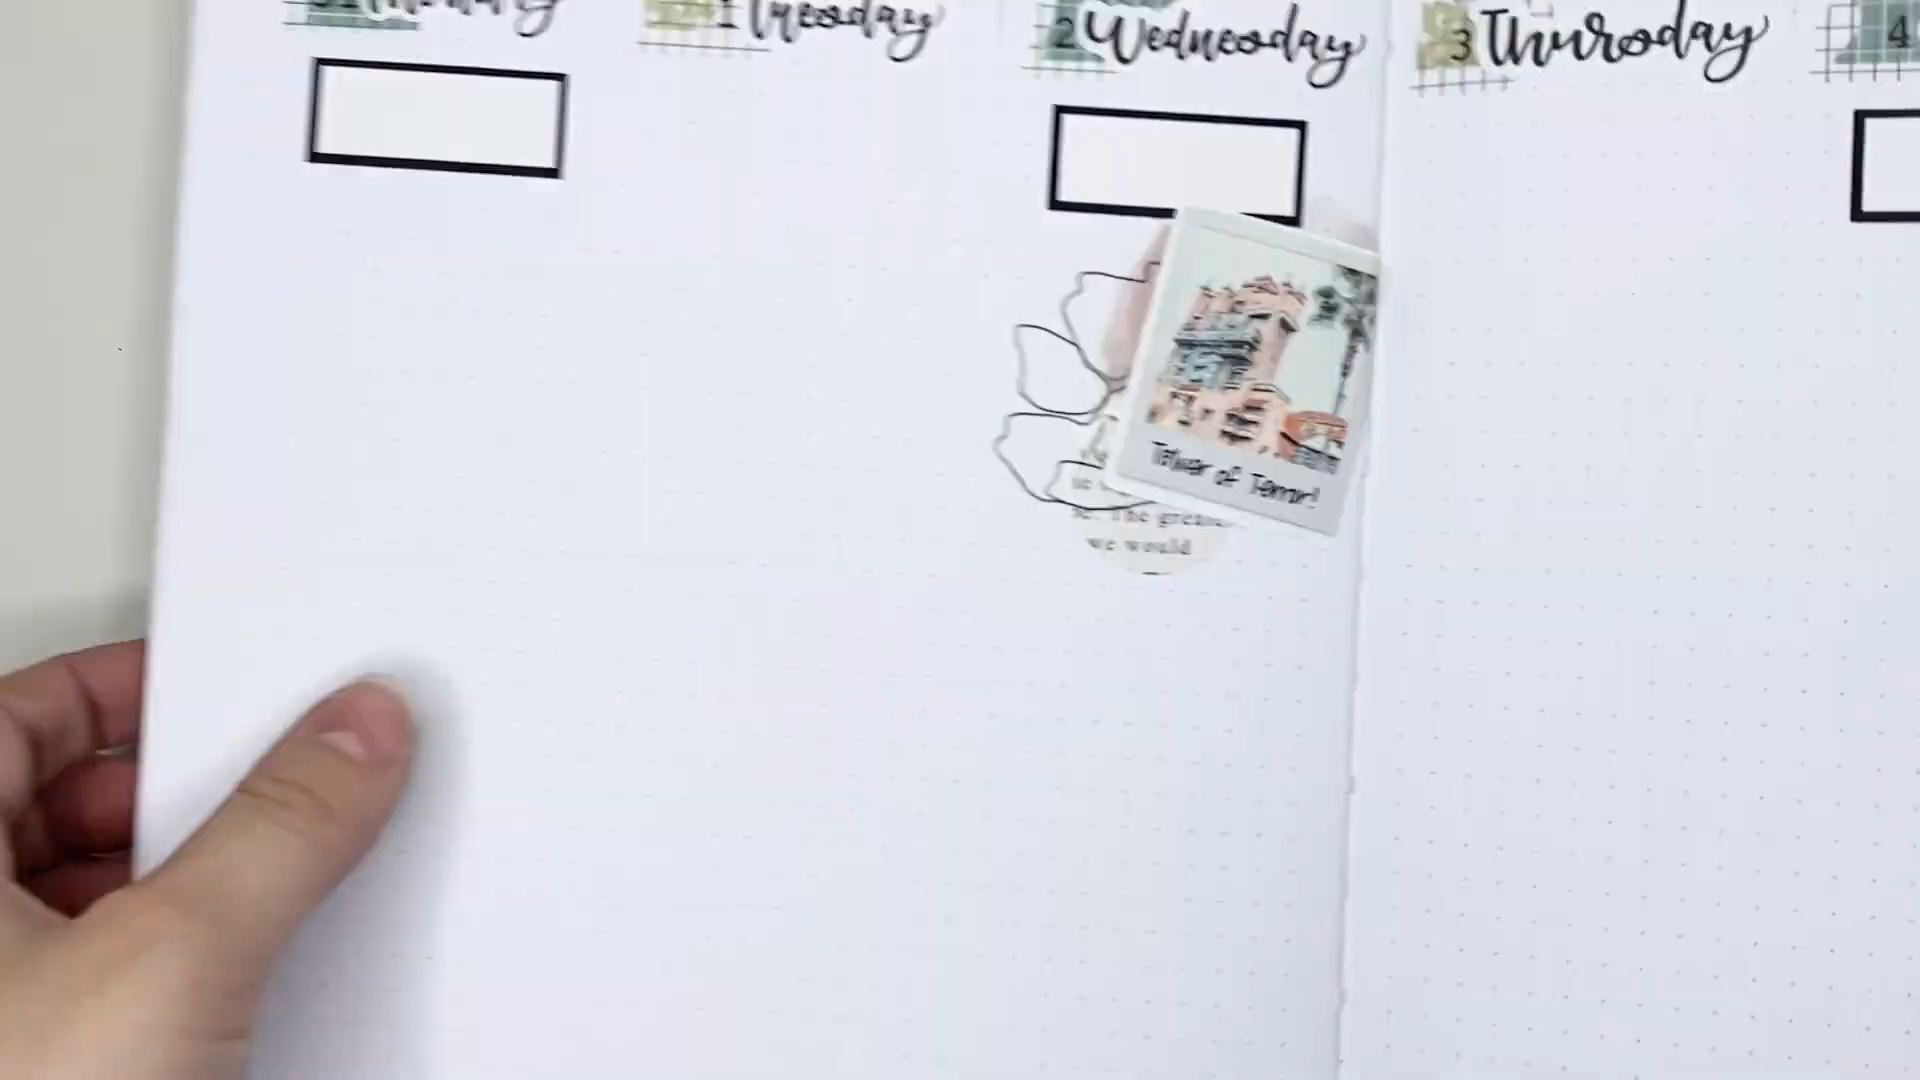 1 Tuesday
2 Wednesday
3 Thursday
4
Tower of Terror!
we would